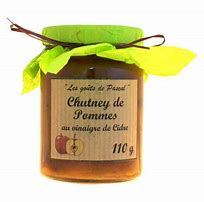 "Les goûts de Pascal"
Chutney de
Pommes
au vinaigre de Cidre
110 g